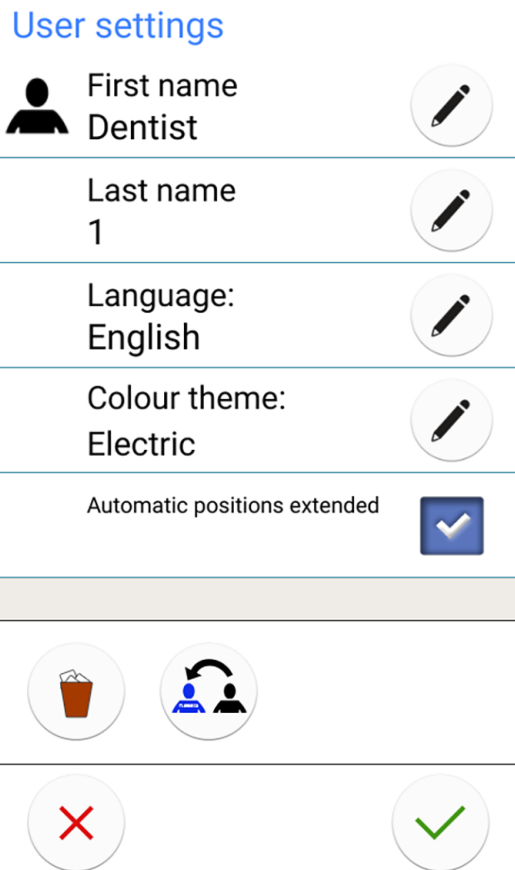 User settings
First name
Dentist
Last name
1
Language:
English
Colour theme:
Electric
Automatic positions extended